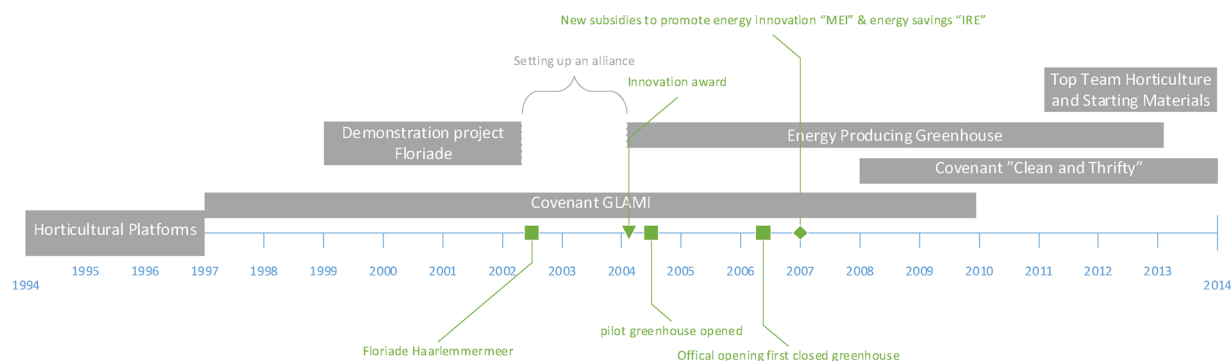 New subsidies to promote energy innovation “MEI” & energy savings “IRE”
Setting up an alliance
Innovation award
Top Team Horticulture
and Starting Materials
Demonstration project
Floriade
Energy Producing Greenhouse
Covenant ”Clean and Thrifty”
Covenant GLAMI
Horticultural Platforms
1995 1996 1997 1998 1999 2000 2001 2002 2003 2004 2005 2006 2007 2008 2009 2010 2011 2012 2013
1994 2014
pilot greenhouse opened
Floriade Haarlemmermeer
Offical opening first closed greenhouse